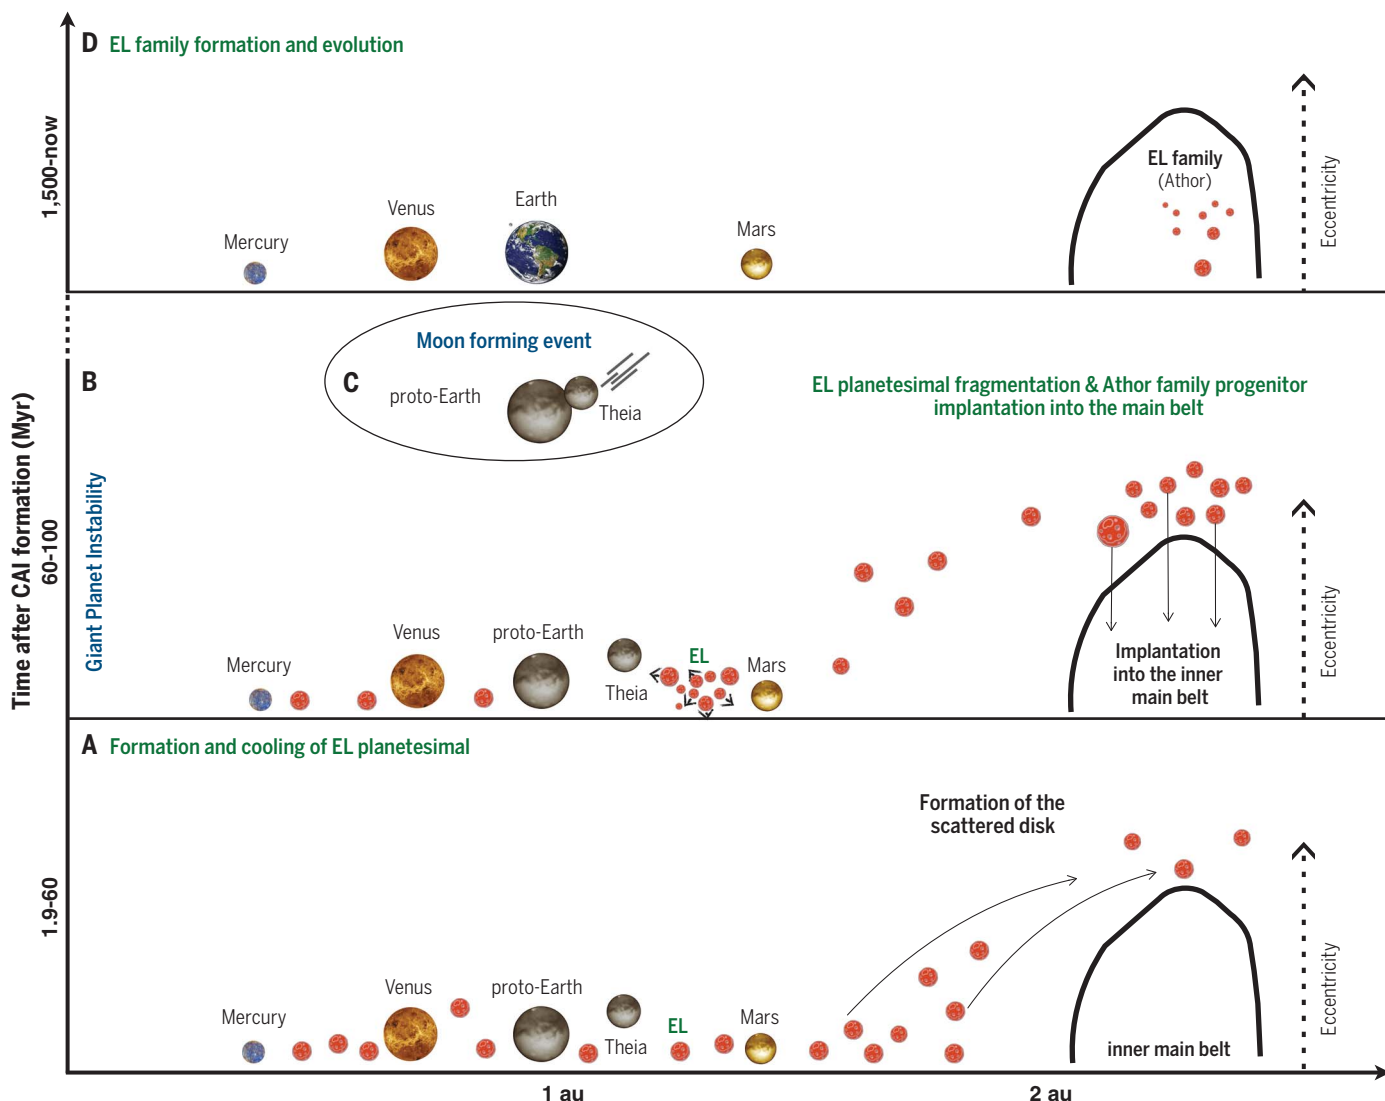 D EL family formation and evolution
1,500-now
EL family
(Athor)
Eccentricity
Mercury
Venus
Earth
Mars
Time after CAI formation (Myr)
B
60-100
Giant Planet Instability
Moon forming event
C
proto-Earth
Theia
EL planetesimal fragmentation & Athor family progenitor
implantation into the main belt
Mercury
Venus
proto-Earth
Theia
EL
Mars
Implantation
into the inner
main belt
Eccentricity
A Formation and cooling of EL planetesimal
1.9-60
Formation of the
scattered disk
Mercury
Venus
proto-Earth
Theia
EL
Mars
inner main belt
Eccentricity
1 au
2 au